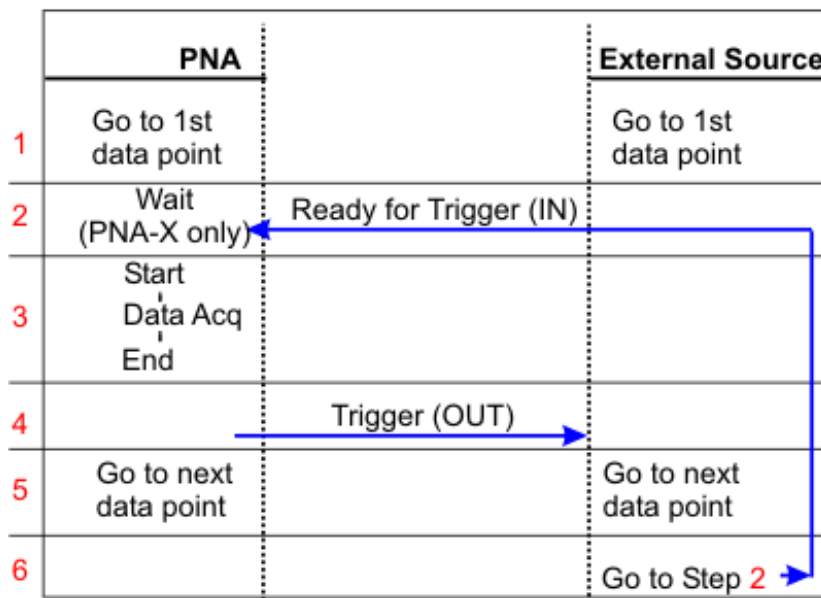 PNA External Source
1
Go to 1st
data point
Go to 1st
data point
2
Wait
(PNA-X only)
Ready for Trigger (IN)
3
Start
Data Acq
End
4
Trigger (OUT)
5
Go to next
data point
Go to next
data point
6
Go to Step 2